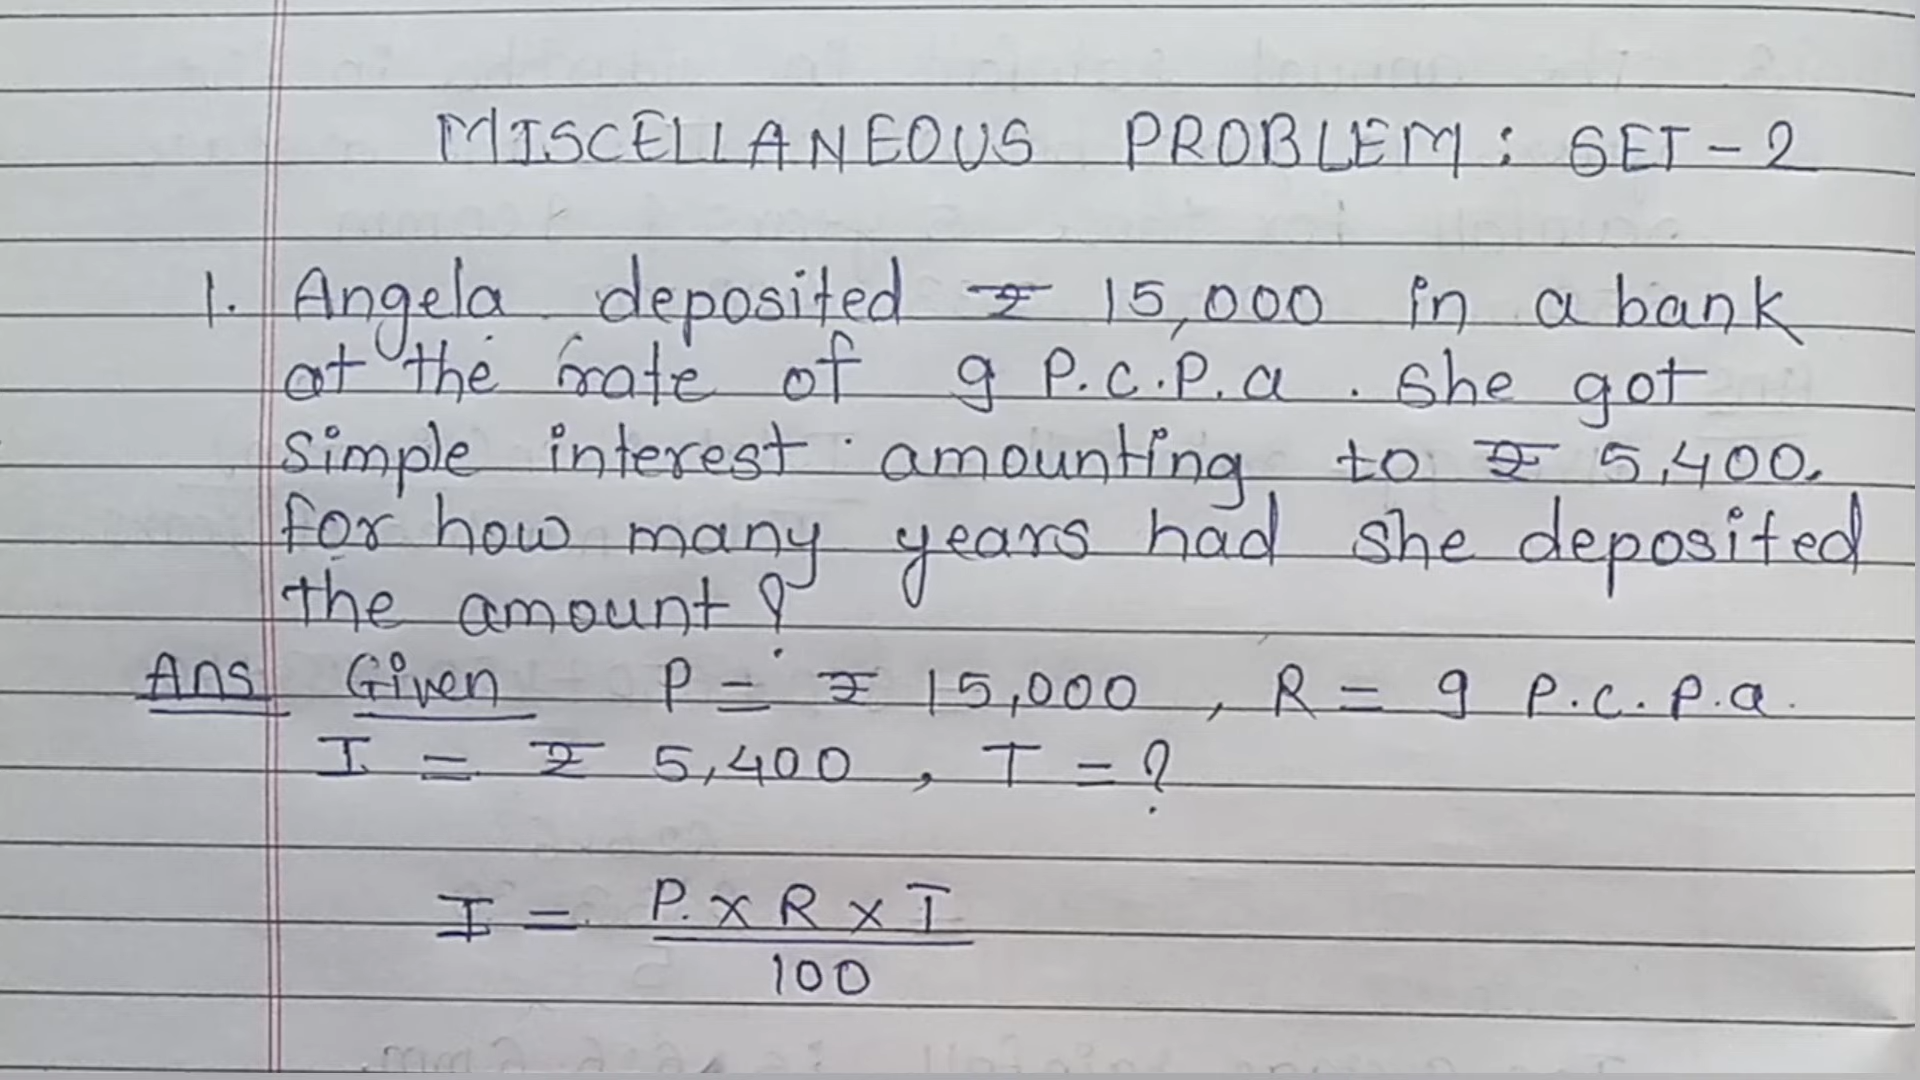 MISCELLANEOUS PROBLEM : SET - 2
1. Angela deposited ₹ 15,000 in a bank
at the rate of 9 P.c.P.a . She got
simple interest amounting to ₹ 5,400.
for how many years had she deposited
the amount ?
Ans Given P = ₹ 15,000 , R = 9 P.c.p.a.
I = ₹ 5,400 , T = ?
I = P. x R x T
100